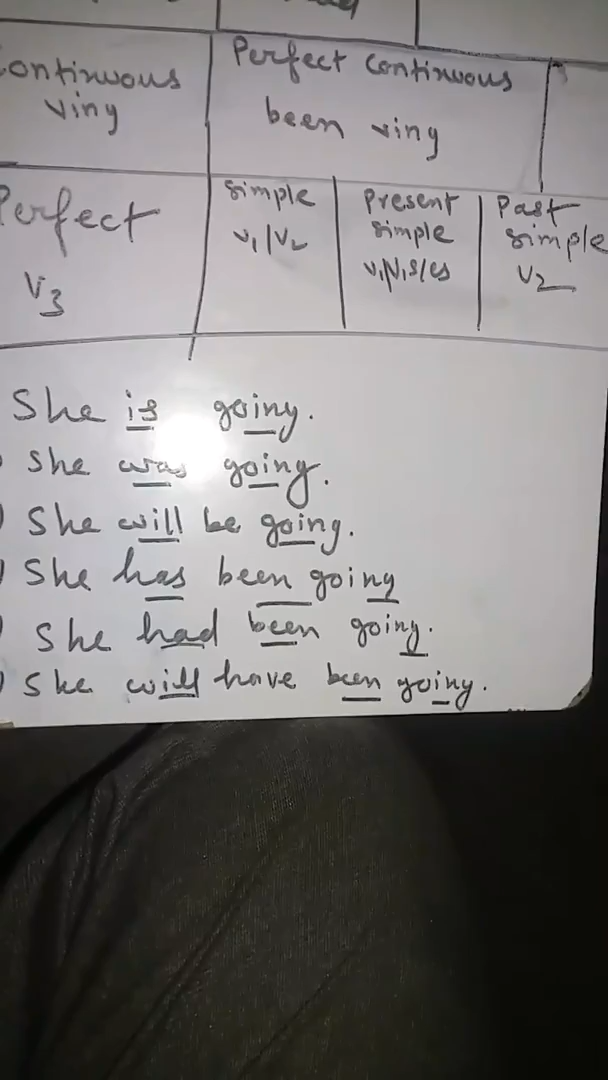 Continuous
ving
Perfect Continuous
been ving
Perfect
V3
simple
V1/V2
Present
simple
V1/V1s/es
Past
simple
V2
She is going.
She was going.
She will be going.
She has been going
She had been going.
She will have been going.